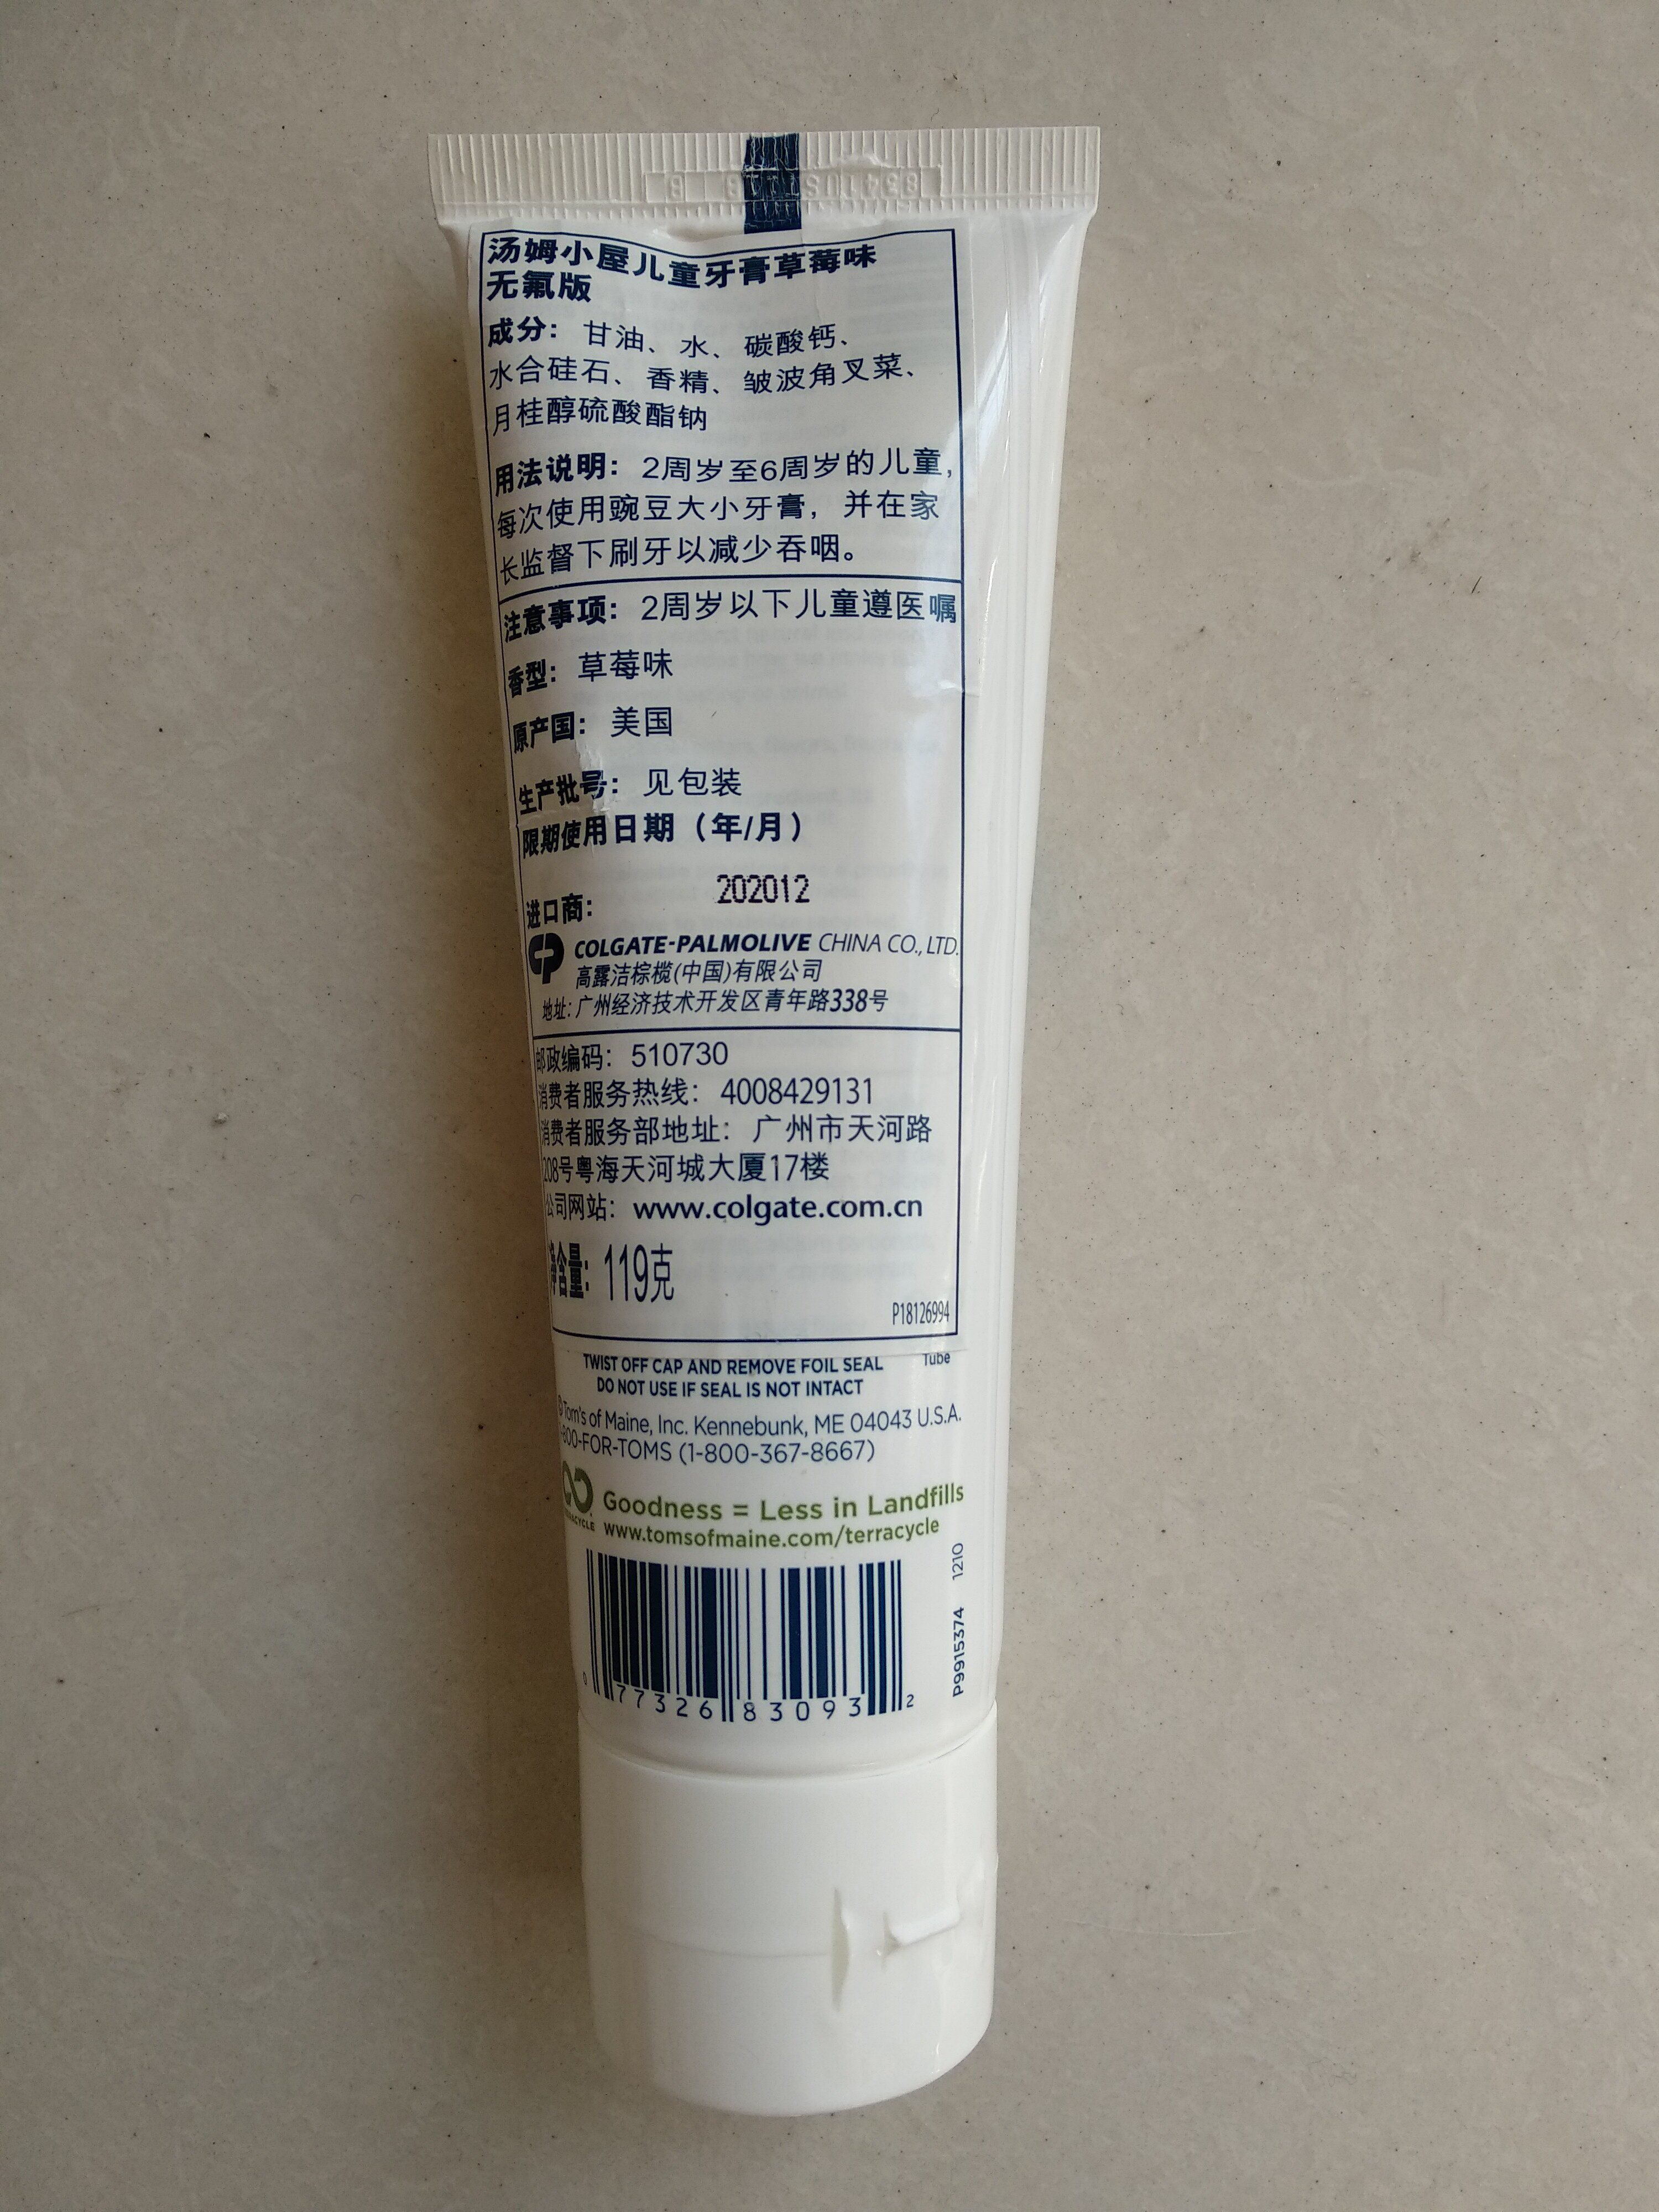 汤姆小屋儿童牙膏草莓味
无氟版
成分：甘油、水、碳酸钙、
水合硅石、香精、皱波角叉菜、
月桂醇硫酸酯钠
用法说明：2周岁至6周岁的儿童，
每次使用豌豆大小牙膏，并在家
长监督下刷牙以减少吞咽。
注意事项：2周岁以下儿童遵医嘱
香型：草莓味
原产国：美国
生产批号：见包装
限期使用日期（年/月）
202012
进口商：
CP COLGATE-PALMOLIVE CHINA CO., LTD.
高露洁棕榄(中国)有限公司
地址：广州经济技术开发区青年路338号
邮政编码：510730
消费者服务热线：4008429131
消费者服务部地址：广州市天河路
208号粤海天河城大厦17楼
公司网站：www.colgate.com.cn
净含量：119克
P18126994
TWIST OFF CAP AND REMOVE FOIL SEAL
Tube
DO NOT USE IF SEAL IS NOT INTACT
Tom's of Maine, Inc. Kennebunk, ME 04043 U.S.A.
-800-FOR-TOMS (1-800-367-8667)
Goodness = Less in Landfills
www.tomsofmaine.com/terracycle
P9915374 1210
0 77326 83093 2